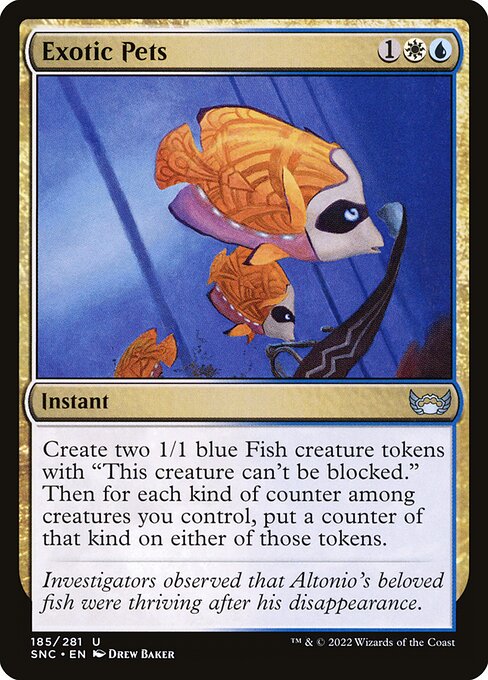 Exotic Pets 1
Instant
Create two 1/1 blue Fish creature tokens
with “This creature can’t be blocked.”
Then for each kind of counter among
creatures you control, put a counter of
that kind on either of those tokens.
Investigators observed that Altonio’s beloved
fish were thriving after his disappearance.
185/281 U
SNC • EN Drew Baker
™ & © 2022 Wizards of the Coast